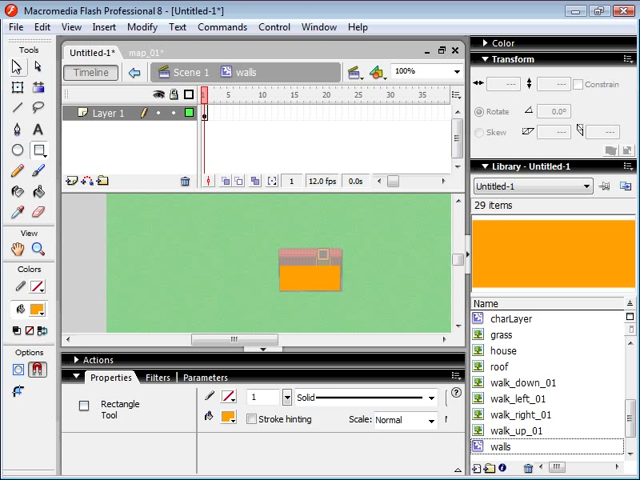 Macromedia Flash Professional 8 - [Untitled-1*]
File Edit View Insert Modify Text Commands Control Window Help
Tools
View
Colors
Options
Untitled-1* map_01*
Timeline Scene 1 walls 100%
1 5 10 15 20 25 30 35
Layer 1
1 12.0 fps 0.0s
Actions
Properties Filters Parameters
Rectangle
Tool
1 Solid
Stroke hinting Scale: Normal
Color
Transform
Constrain
Rotate 0.0°
Skew
Library - Untitled-1
Untitled-1
29 items
Name
charLayer
grass
house
roof
walk_down_01
walk_left_01
walk_right_01
walk_up_01
walls